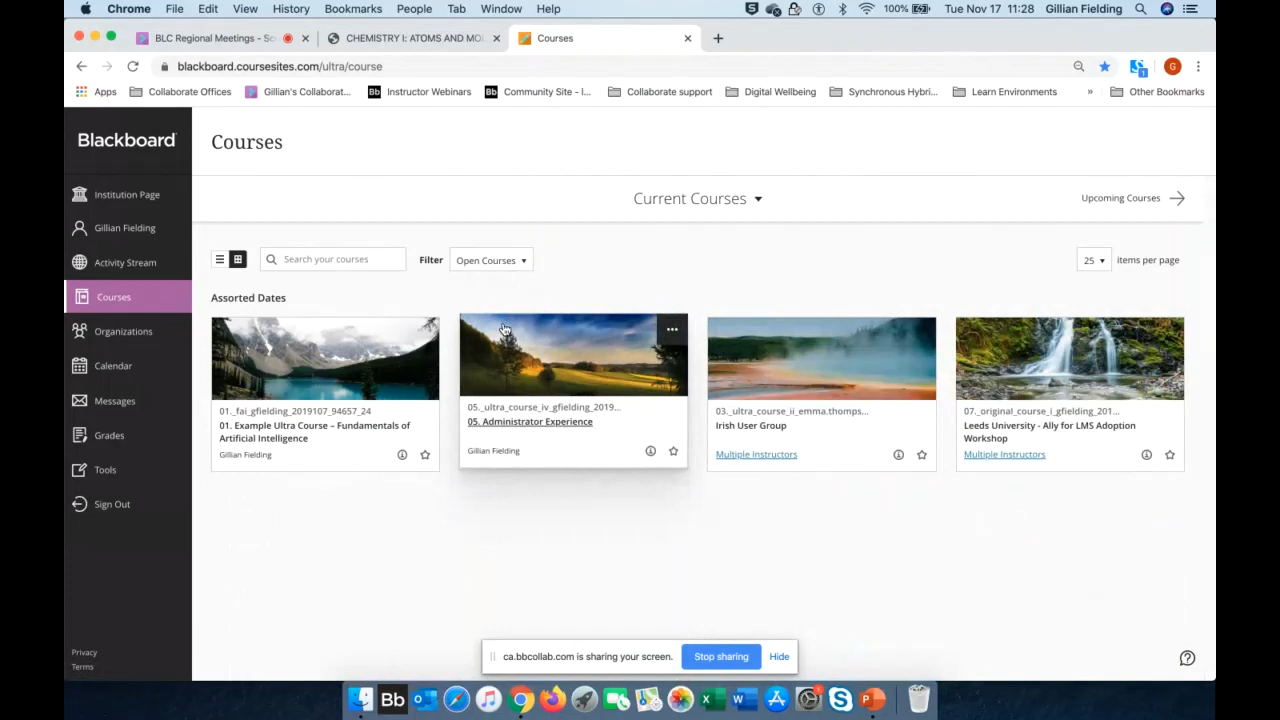 Chrome File Edit View History Bookmarks People Tab Window Help 100% Tue Nov 17 11:28 Gillian Fielding
BLC Regional Meetings - Sc CHEMISTRY I: ATOMS AND MO Courses
blackboard.coursesites.com/ultra/course
Apps Collaborate Offices Gillian's Collaborat... Bb Instructor Webinars Bb Community Site - I... Collaborate support Digital Wellbeing Synchronous Hybri... Learn Environments » Other Bookmarks
Blackboard
Institution Page
Gillian Fielding
Activity Stream
Courses
Organizations
Calendar
Messages
Grades
Tools
Sign Out
Privacy
Terms
Courses
Current Courses
Upcoming Courses
Search your courses Filter Open Courses 25 items per page
Assorted Dates
01._fai_gfielding_2019107_94657_24
01. Example Ultra Course – Fundamentals of
Artificial Intelligence
Gillian Fielding
05._ultra_course_iv_gfielding_2019...
05. Administrator Experience
Gillian Fielding
03._ultra_course_ii_emma.thomps...
Irish User Group
Multiple Instructors
07._original_course_i_gfielding_201...
Leeds University - Ally for LMS Adoption
Workshop
Multiple Instructors
ca.bbcollab.com is sharing your screen. Stop sharing Hide
Bb